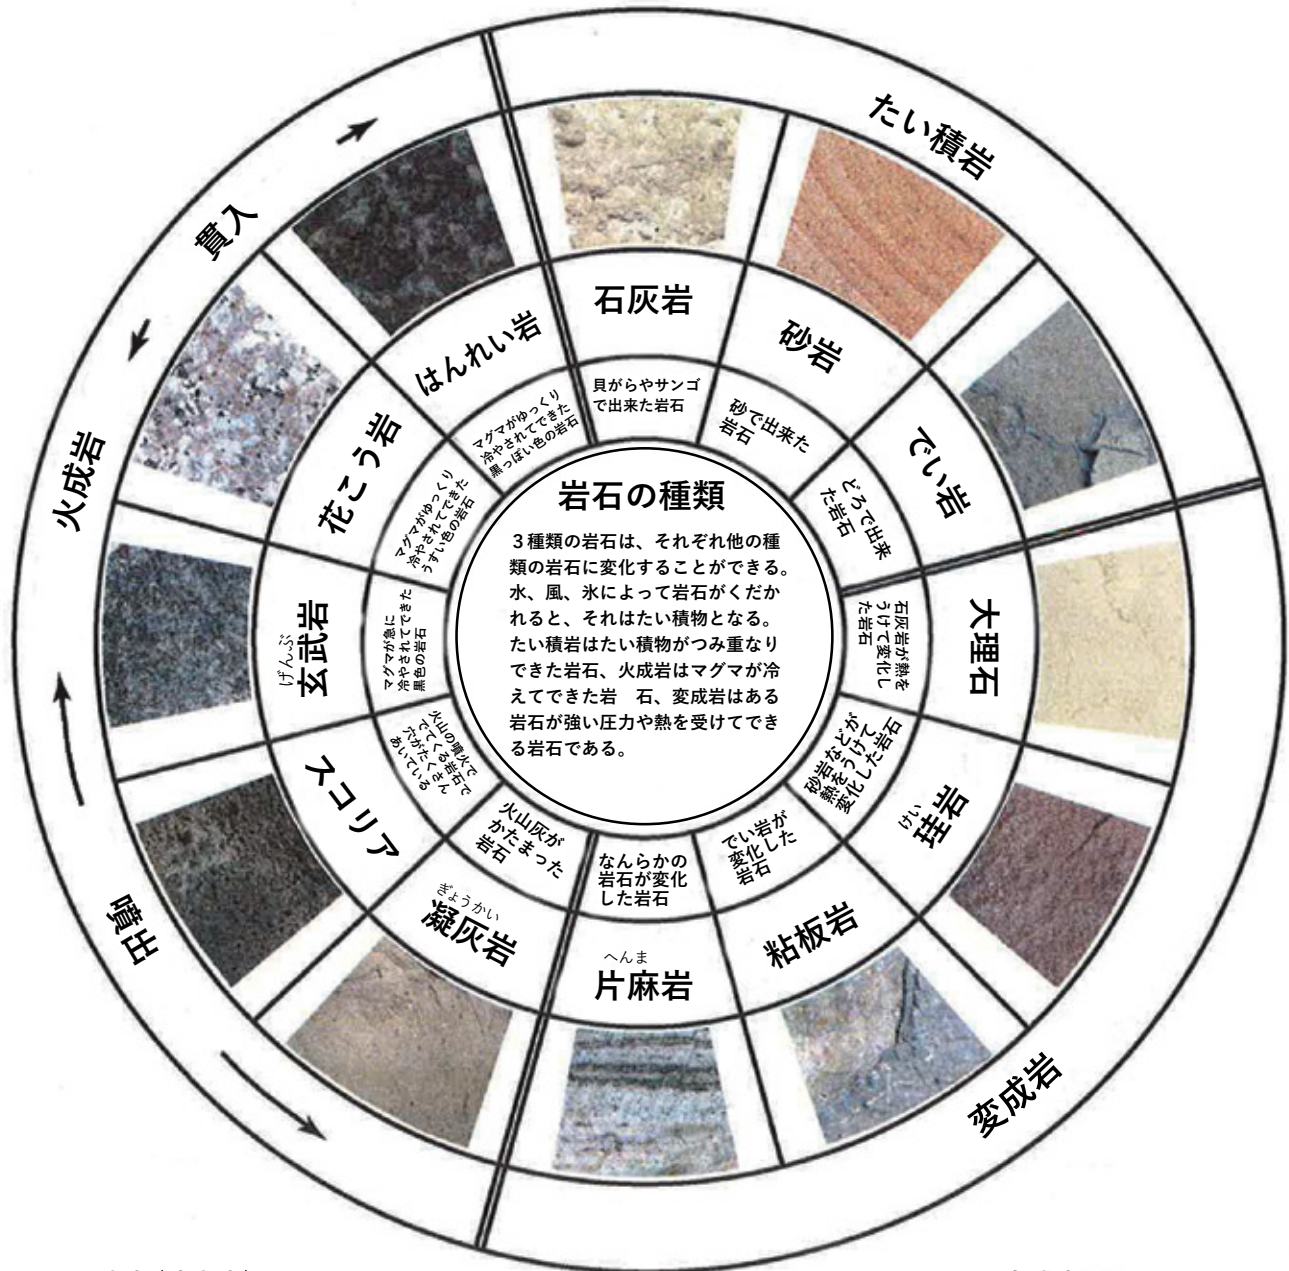 岩石の種類
３種類の岩石は、それぞれ他の種
類の岩石に変化することができる。
水、風、氷によって岩石がくだか
れると、それはたい積物となる。
たい積岩はたい積物がつみ重なり
できた岩石、火成岩はマグマが冷
えてできた岩　石、変成岩はある
岩石が強い圧力や熱を受けてでき
る岩石である。
たい積岩
石灰岩
貝がらやサンゴ
で出来た岩石
砂岩
砂で出来た
岩石
でい岩
どろで出来
た岩石
変成岩
大理石
石灰岩が熱を
うけて変化し
た岩石
けい
珪岩
砂岩などが
熱をうけて
変化した岩石
粘板岩
でい岩が
変化した
岩石
へんま
片麻岩
なんらかの
岩石が変化
した岩石
火成岩
噴出
ぎょうかい
凝灰岩
火山灰が
かたまった
岩石
スコリア
火山の噴火で
でてくる岩石で
穴がたくさん
あいている
げんぶ
玄武岩
マグマが急に
冷やされてできた
黒色の岩石
貫入
花こう岩
マグマがゆっくり
冷やされてできた
うすい色の岩石
はんれい岩
マグマがゆっくり
冷やされてできた
黒っぽい色の岩石